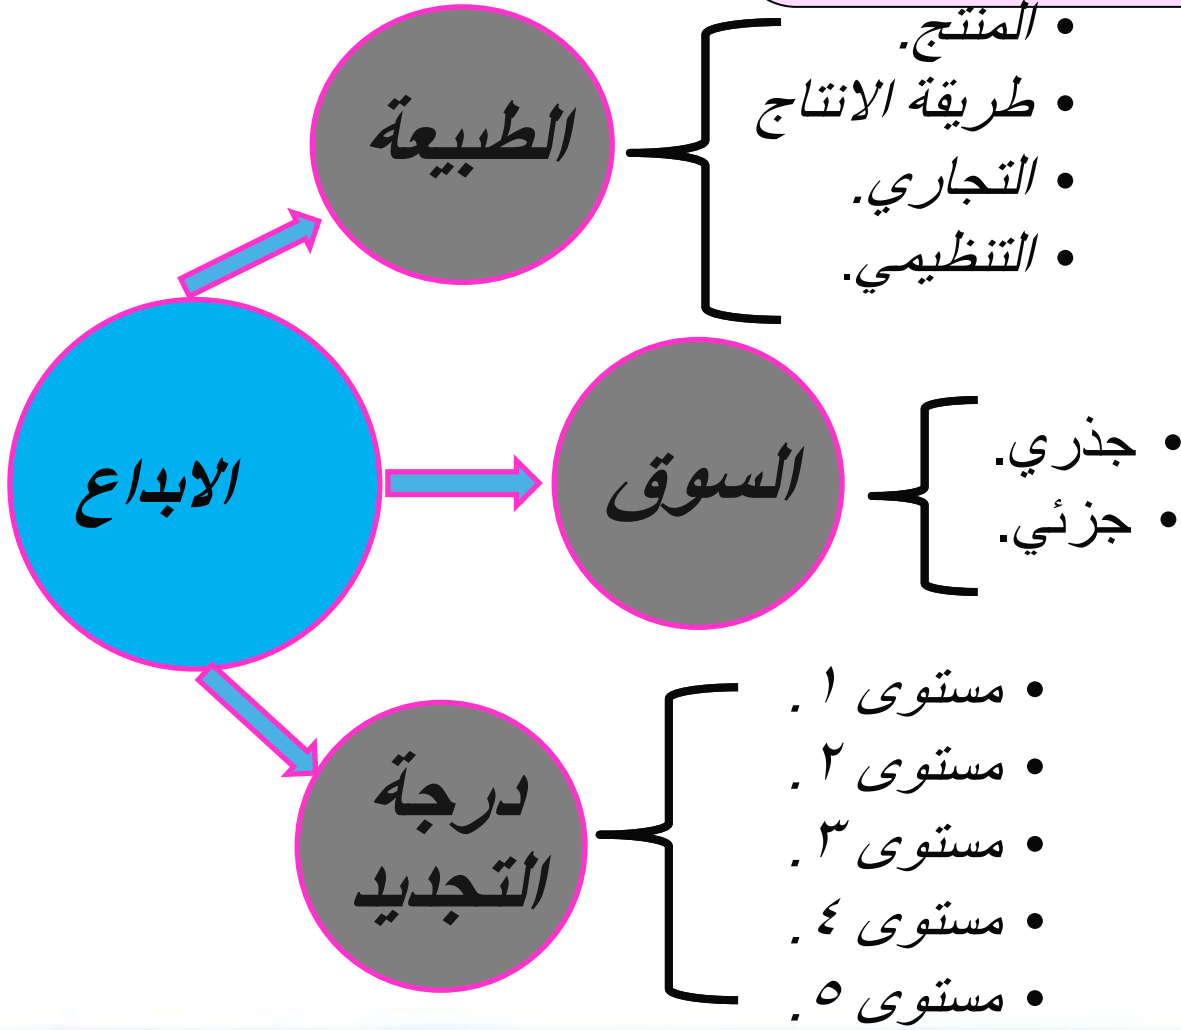 الابداع
الطبيعة
المنتج.
طريقة الانتاج
التجاري.
التنظيمي.
السوق
جذري.
جزئي.
درجة
التجديد
مستوى ١.
مستوى ٢.
مستوى ٣.
مستوى ٤.
مستوى ٥.